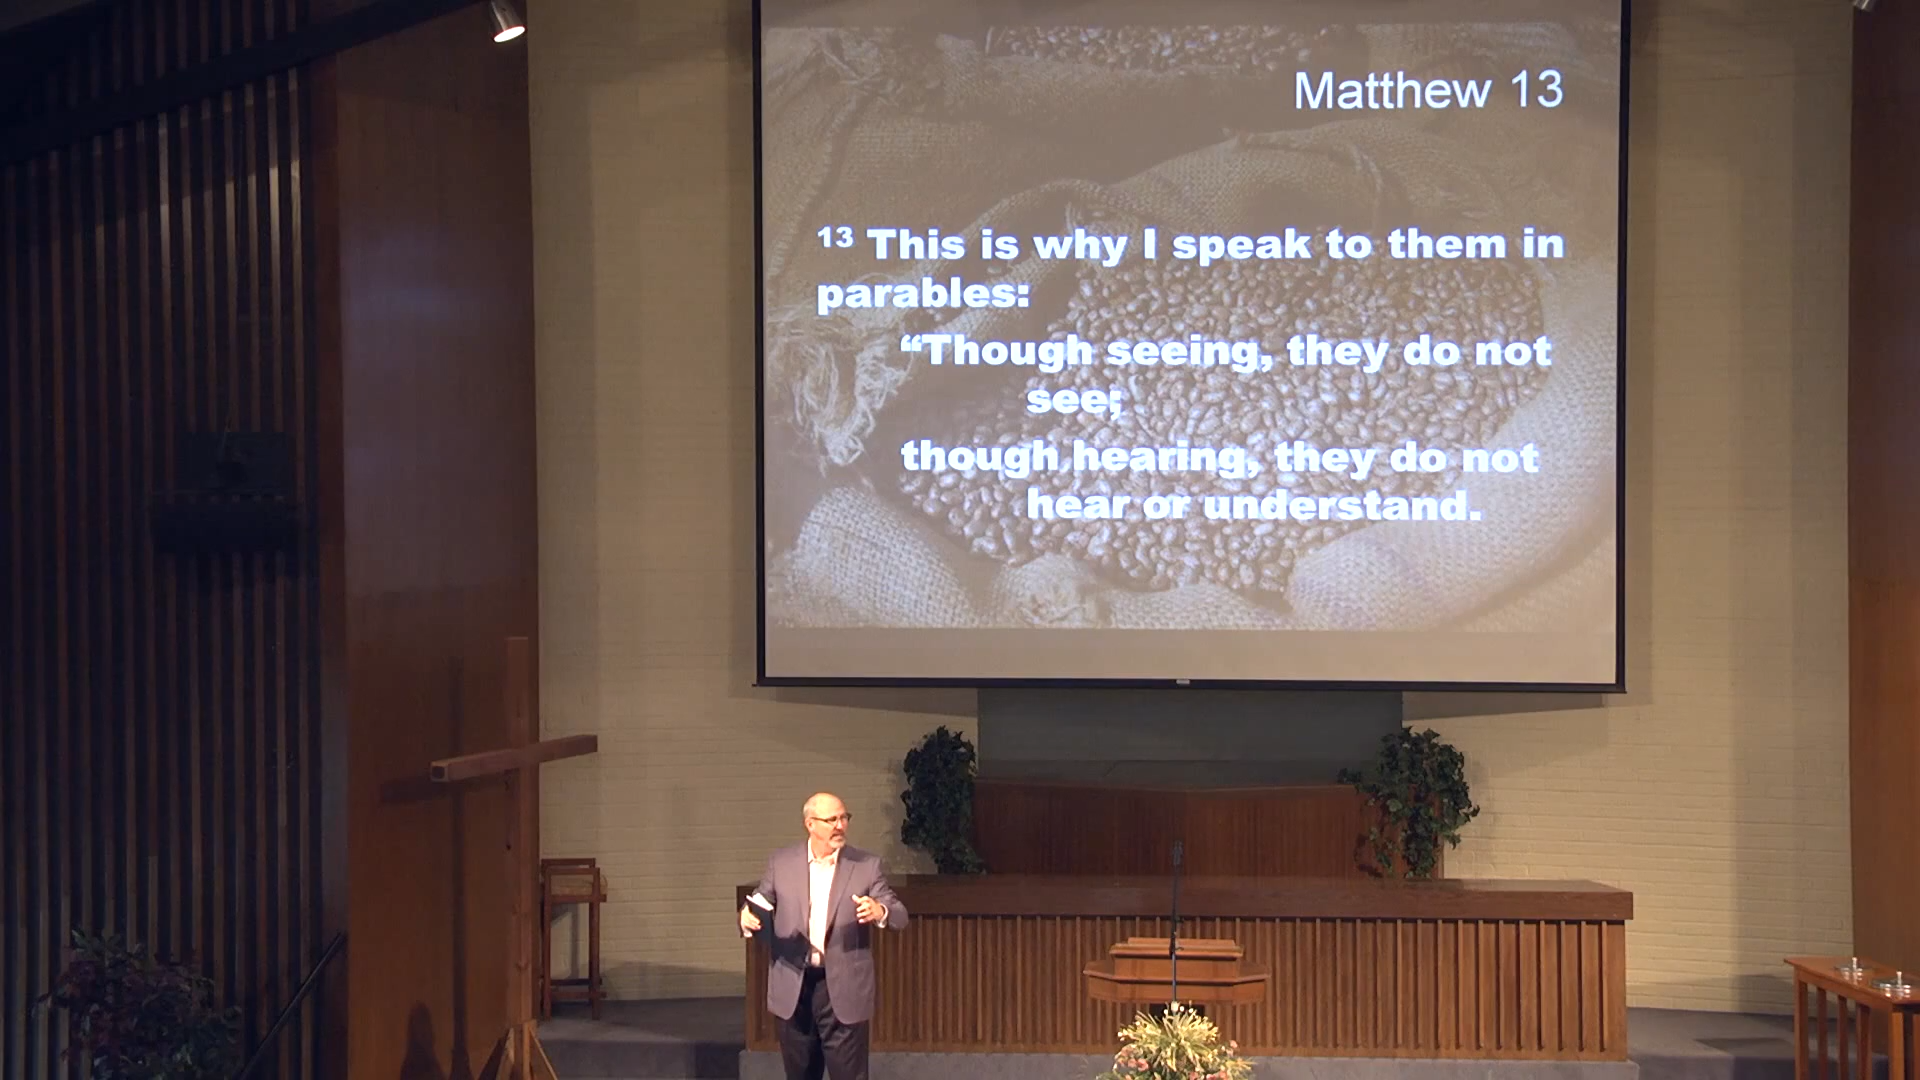 Matthew 13
13 This is why I speak to them in
parables:
“Though seeing, they do not
see;
though hearing, they do not
hear or understand.